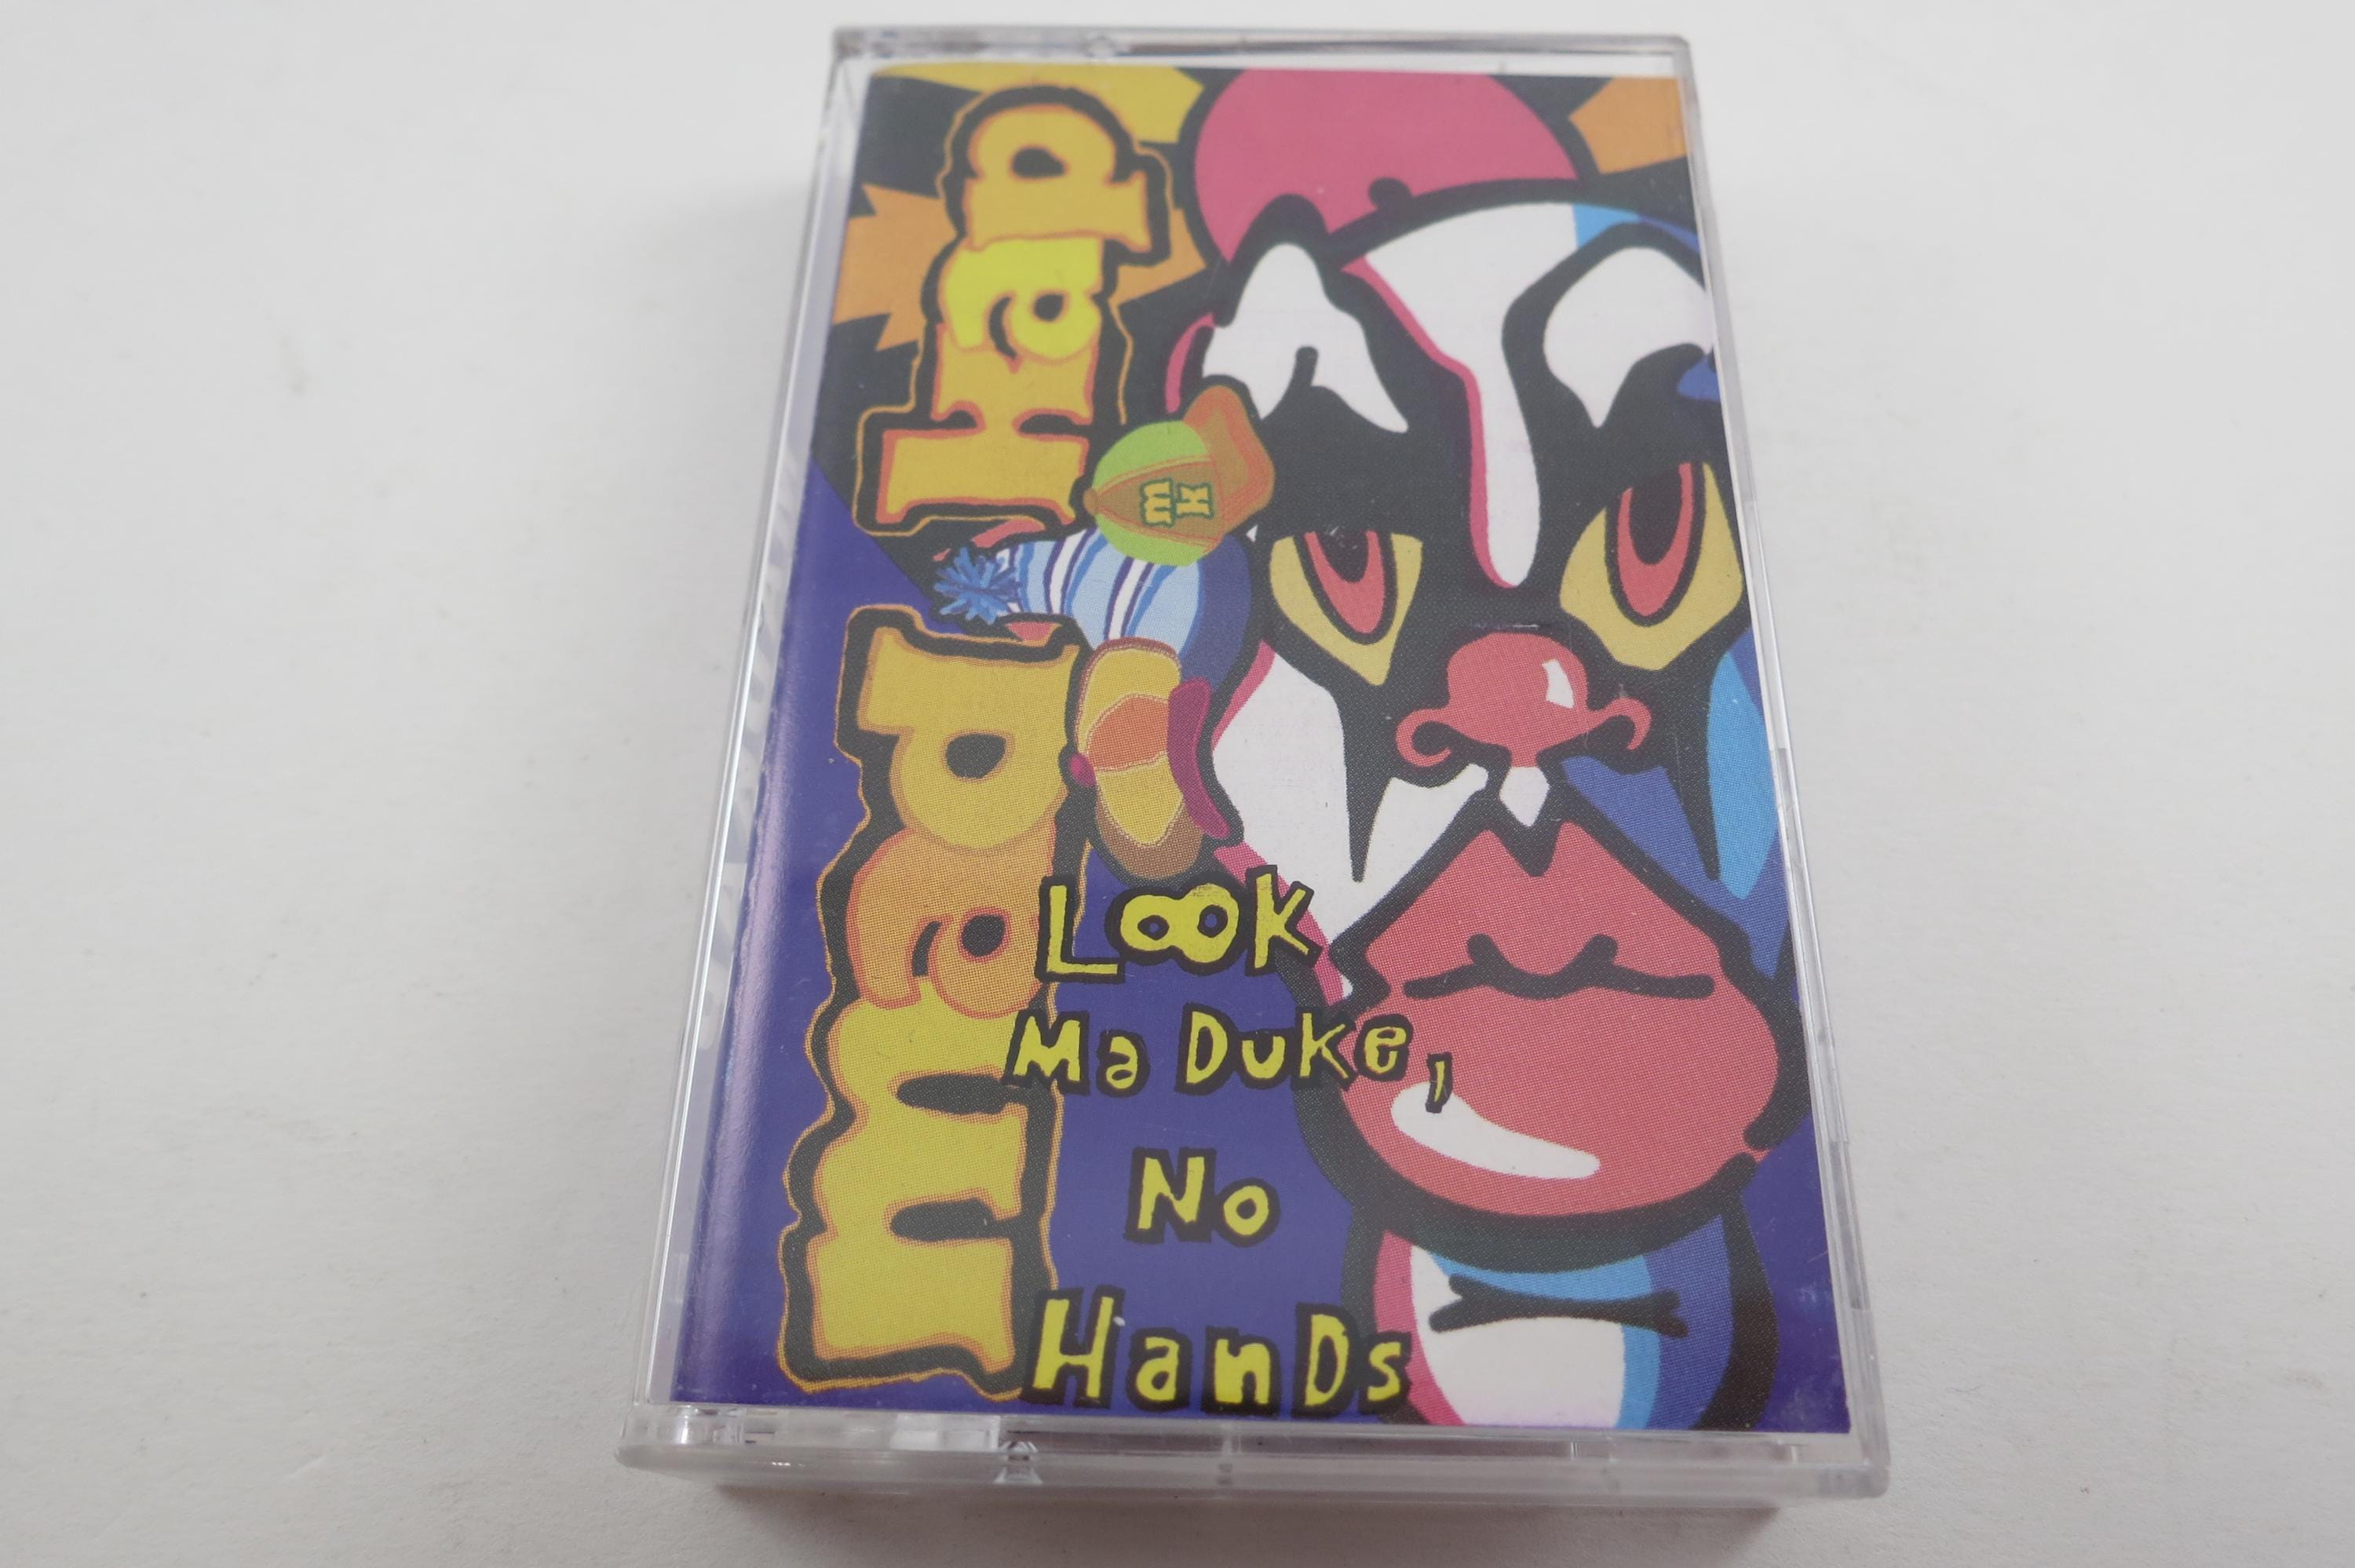 mad kap
mk
Look
Ma Duke,
No
Hands